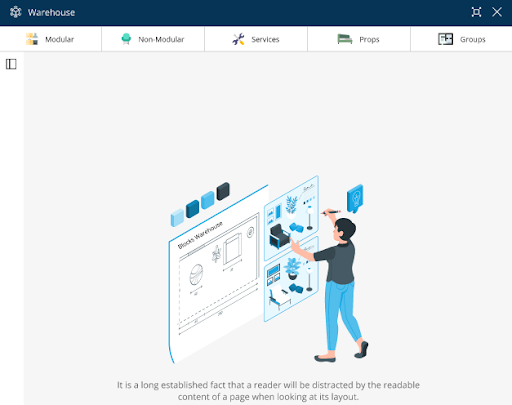 Warehouse
Modular
Non-Modular
Services
Props
Groups
Blocks Warehouse
It is a long established fact that a reader will be distracted by the readable
content of a page when looking at its layout.